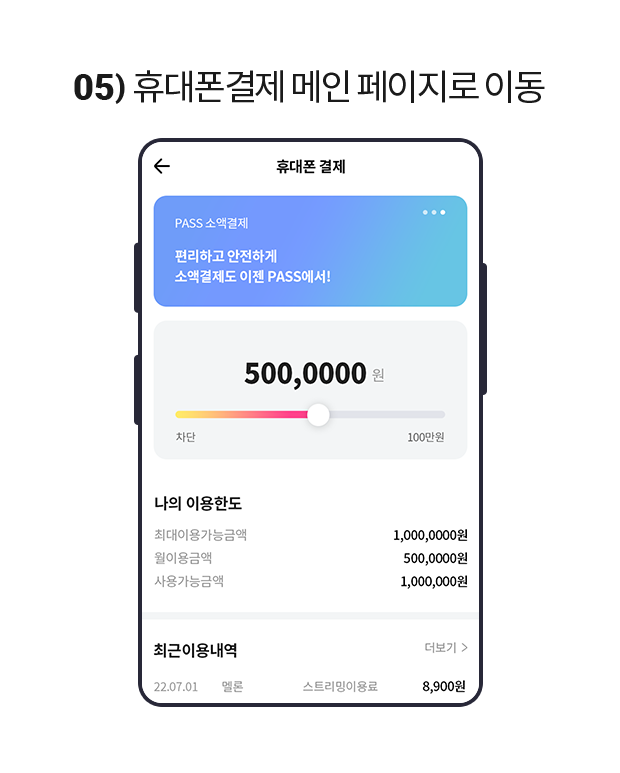 05) 휴대폰결제 메인 페이지로 이동
휴대폰 결제
PASS 소액결제
편리하고 안전하게
소액결제도 이젠 PASS에서!
500,0000 원
차단 100만원
나의 이용한도
최대이용가능금액 1,000,0000원
월이용금액 500,0000원
사용가능금액 1,000,000원
최근이용내역 더보기 >
22.07.01 멜론 스트리밍이용료 8,900원